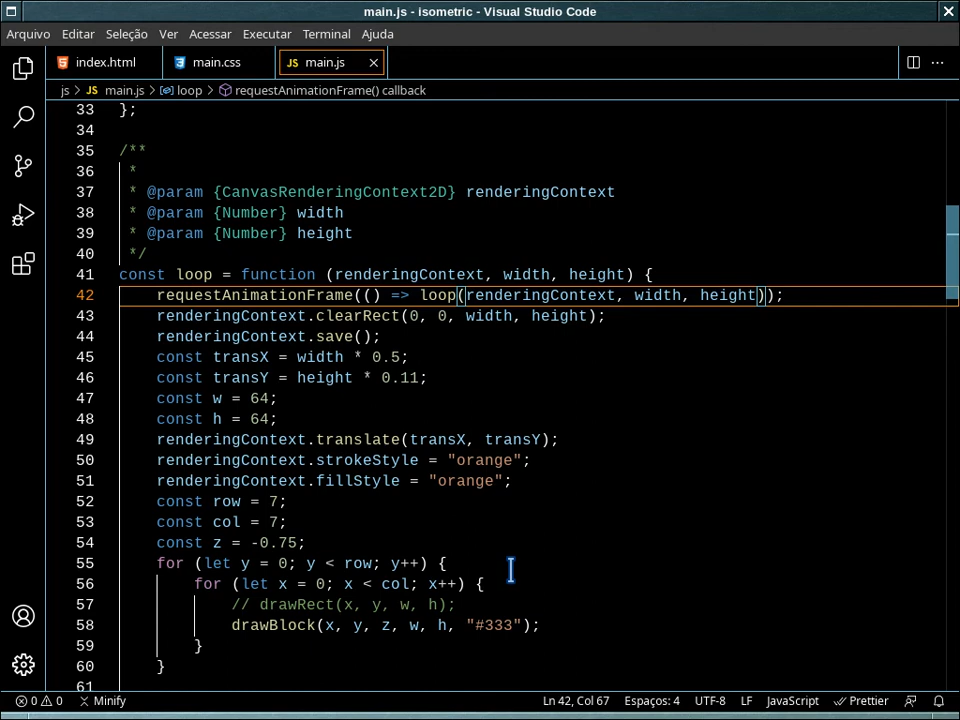 main.js - isometric - Visual Studio Code
Arquivo Editar Seleção Ver Acessar Executar Terminal Ajuda
index.html main.css JS main.js
js > JS main.js > loop > requestAnimationFrame() callback
33 };
34
35 /**
36 *
37 * @param {CanvasRenderingContext2D} renderingContext
38 * @param {Number} width
39 * @param {Number} height
40 */
41 const loop = function (renderingContext, width, height) {
42 requestAnimationFrame(() => loop(renderingContext, width, height));
43 renderingContext.clearRect(0, 0, width, height);
44 renderingContext.save();
45 const transX = width * 0.5;
46 const transY = height * 0.11;
47 const w = 64;
48 const h = 64;
49 renderingContext.translate(transX, transY);
50 renderingContext.strokeStyle = "orange";
51 renderingContext.fillStyle = "orange";
52 const row = 7;
53 const col = 7;
54 const z = -0.75;
55 for (let y = 0; y < row; y++) {
56 for (let x = 0; x < col; x++) {
57 // drawRect(x, y, w, h);
58 drawBlock(x, y, z, w, h, "#333");
59 }
60 }
61
0 0 Minify Ln 42, Col 67 Espaços: 4 UTF-8 LF JavaScript Prettier